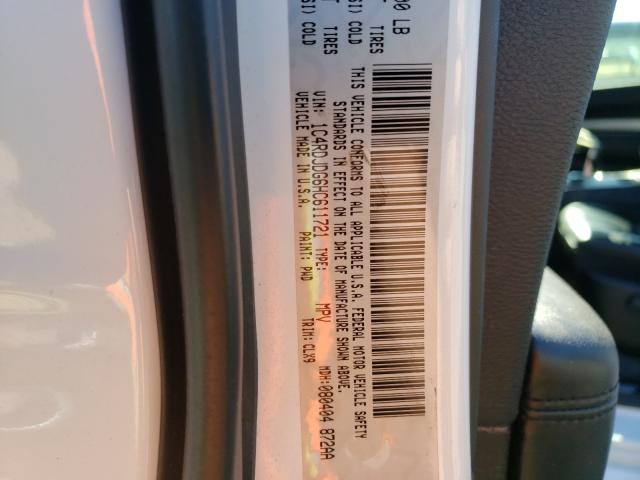 00 LB
T TIRES
SI) COLD
T TIRES
SI) COLD
THIS VEHICLE CONFORMS TO ALL APPLICABLE U.S.A. FEDERAL MOTOR VEHICLE SAFETY
STANDARDS IN EFFECT ON THE DATE OF MANUFACTURE SHOWN ABOVE.
VIN: 1C4RDJDG6HC611721 TYPE: MPV MDH:080404 872AA
VEHICLE MADE IN U.S.A. PAINT: PAD TRIM: CLX9